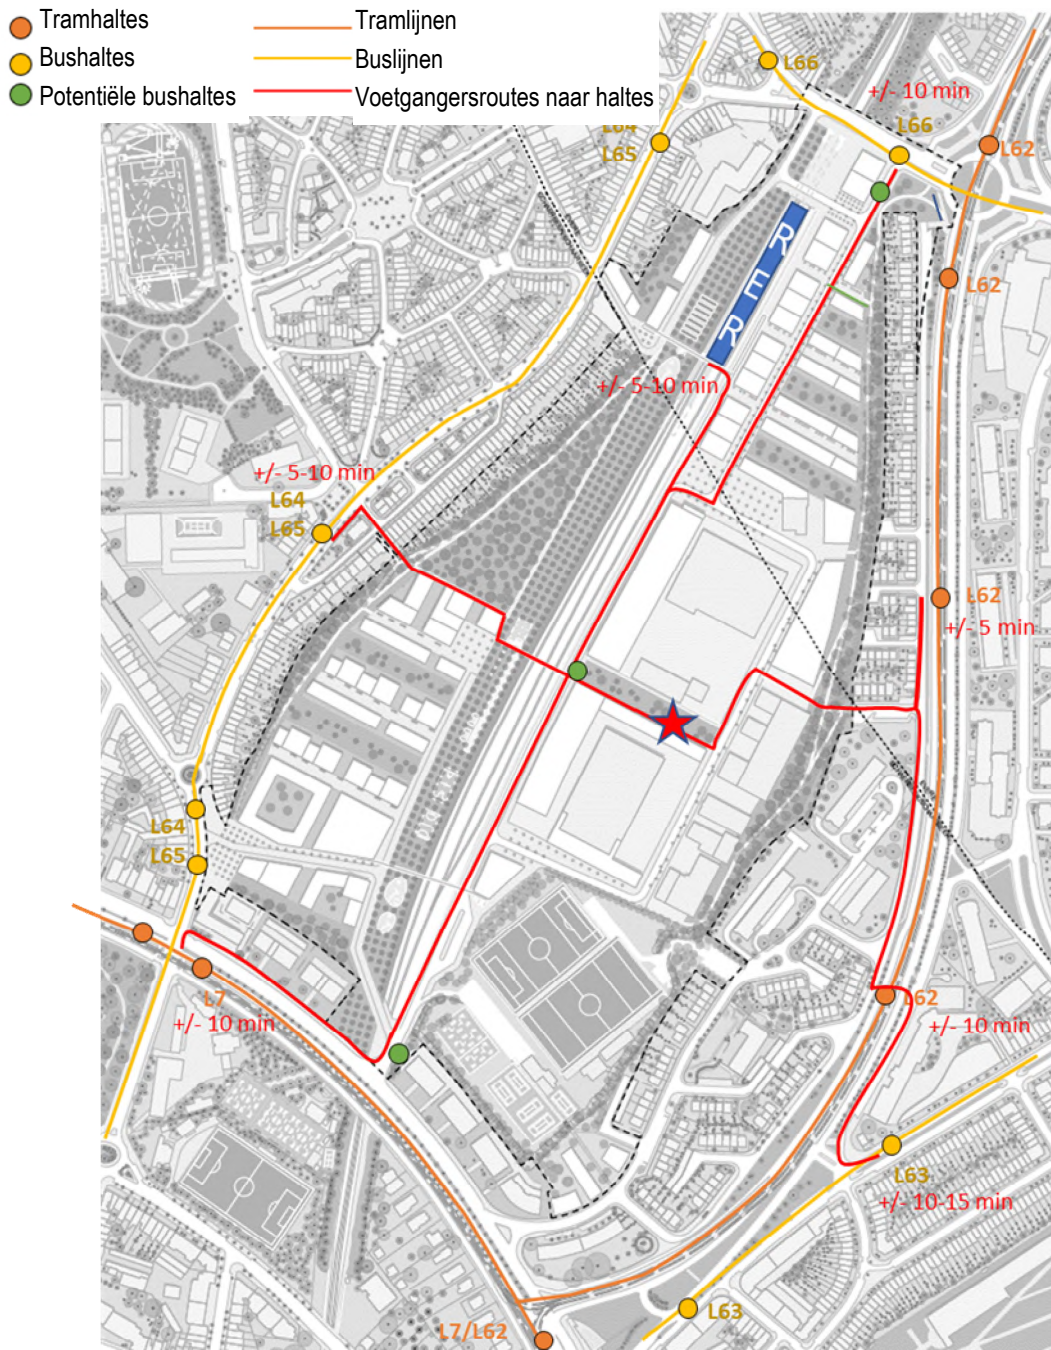 Tramhaltes
Tramlijnen
Bushaltes
Buslijnen
Potentiële bushaltes
Voetgangersroutes naar haltes
L66
+/- 10 min
L66
L64
L65
L62
RER
L62
+/- 5-10 min
+/- 5-10 min
L64
L65
L62
+/- 5 min
L64
L65
L7
+/- 10 min
L62
+/- 10 min
L63
+/- 10-15 min
L63
L7/L62